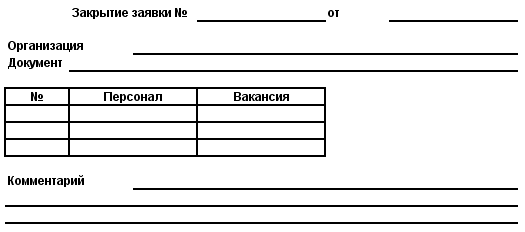 Закрытие заявки № от
Организация
Документ
№ Персонал Вакансия
Комментарий